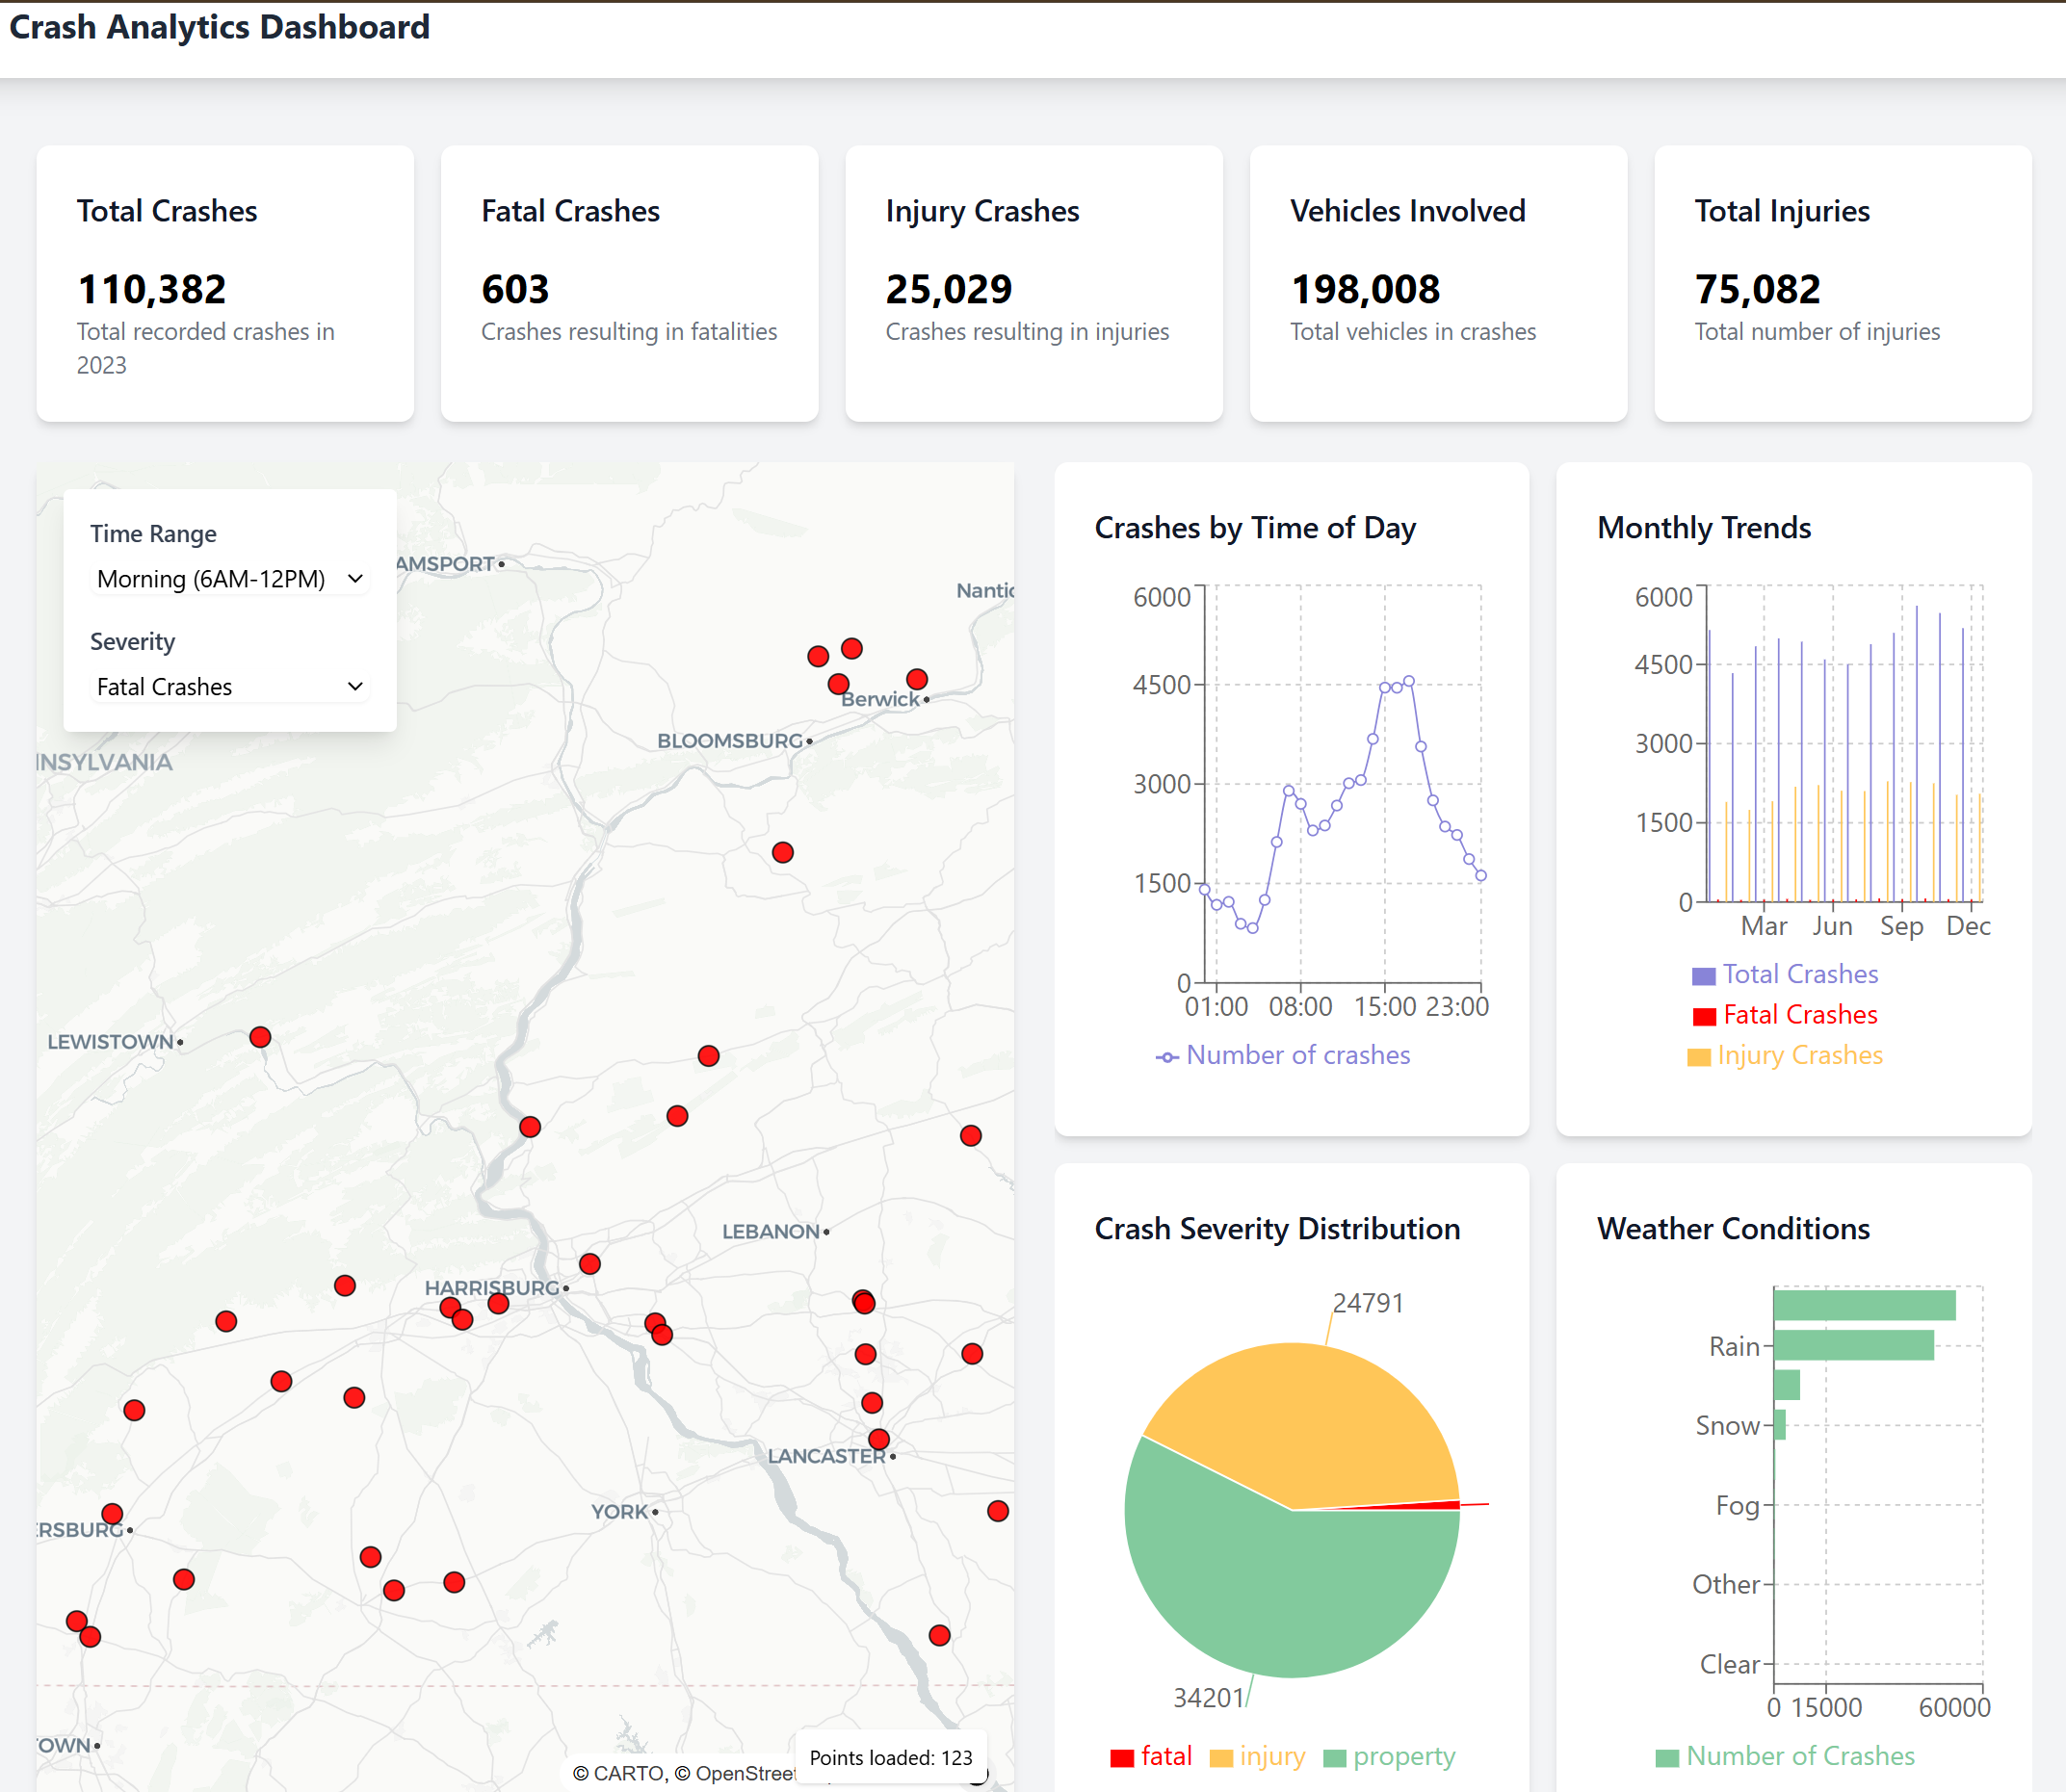 Crash Analytics Dashboard
Total Crashes
110,382
Total recorded crashes in
2023
Fatal Crashes
603
Crashes resulting in fatalities
Injury Crashes
25,029
Crashes resulting in injuries
Vehicles Involved
198,008
Total vehicles in crashes
Total Injuries
75,082
Total number of injuries
Time Range
Morning (6AM-12PM)
Severity
Fatal Crashes
AMSPORT
Nantic
Berwick
BLOOMSBURG
NSYLVANIA
LEWISTOWN
LEBANON
HARRISBURG
LANCASTER
YORK
ERSBURG
OWN
© CARTO, © OpenStreet
Points loaded: 123
Crashes by Time of Day
6000
4500
3000
1500
0
01:00 08:00 15:00 23:00
Number of crashes
Monthly Trends
6000
4500
3000
1500
0
Mar Jun Sep Dec
Total Crashes
Fatal Crashes
Injury Crashes
Crash Severity Distribution
24791
34201
fatal injury property
Weather Conditions
Rain
Snow
Fog
Other
Clear
0 15000 60000
Number of Crashes